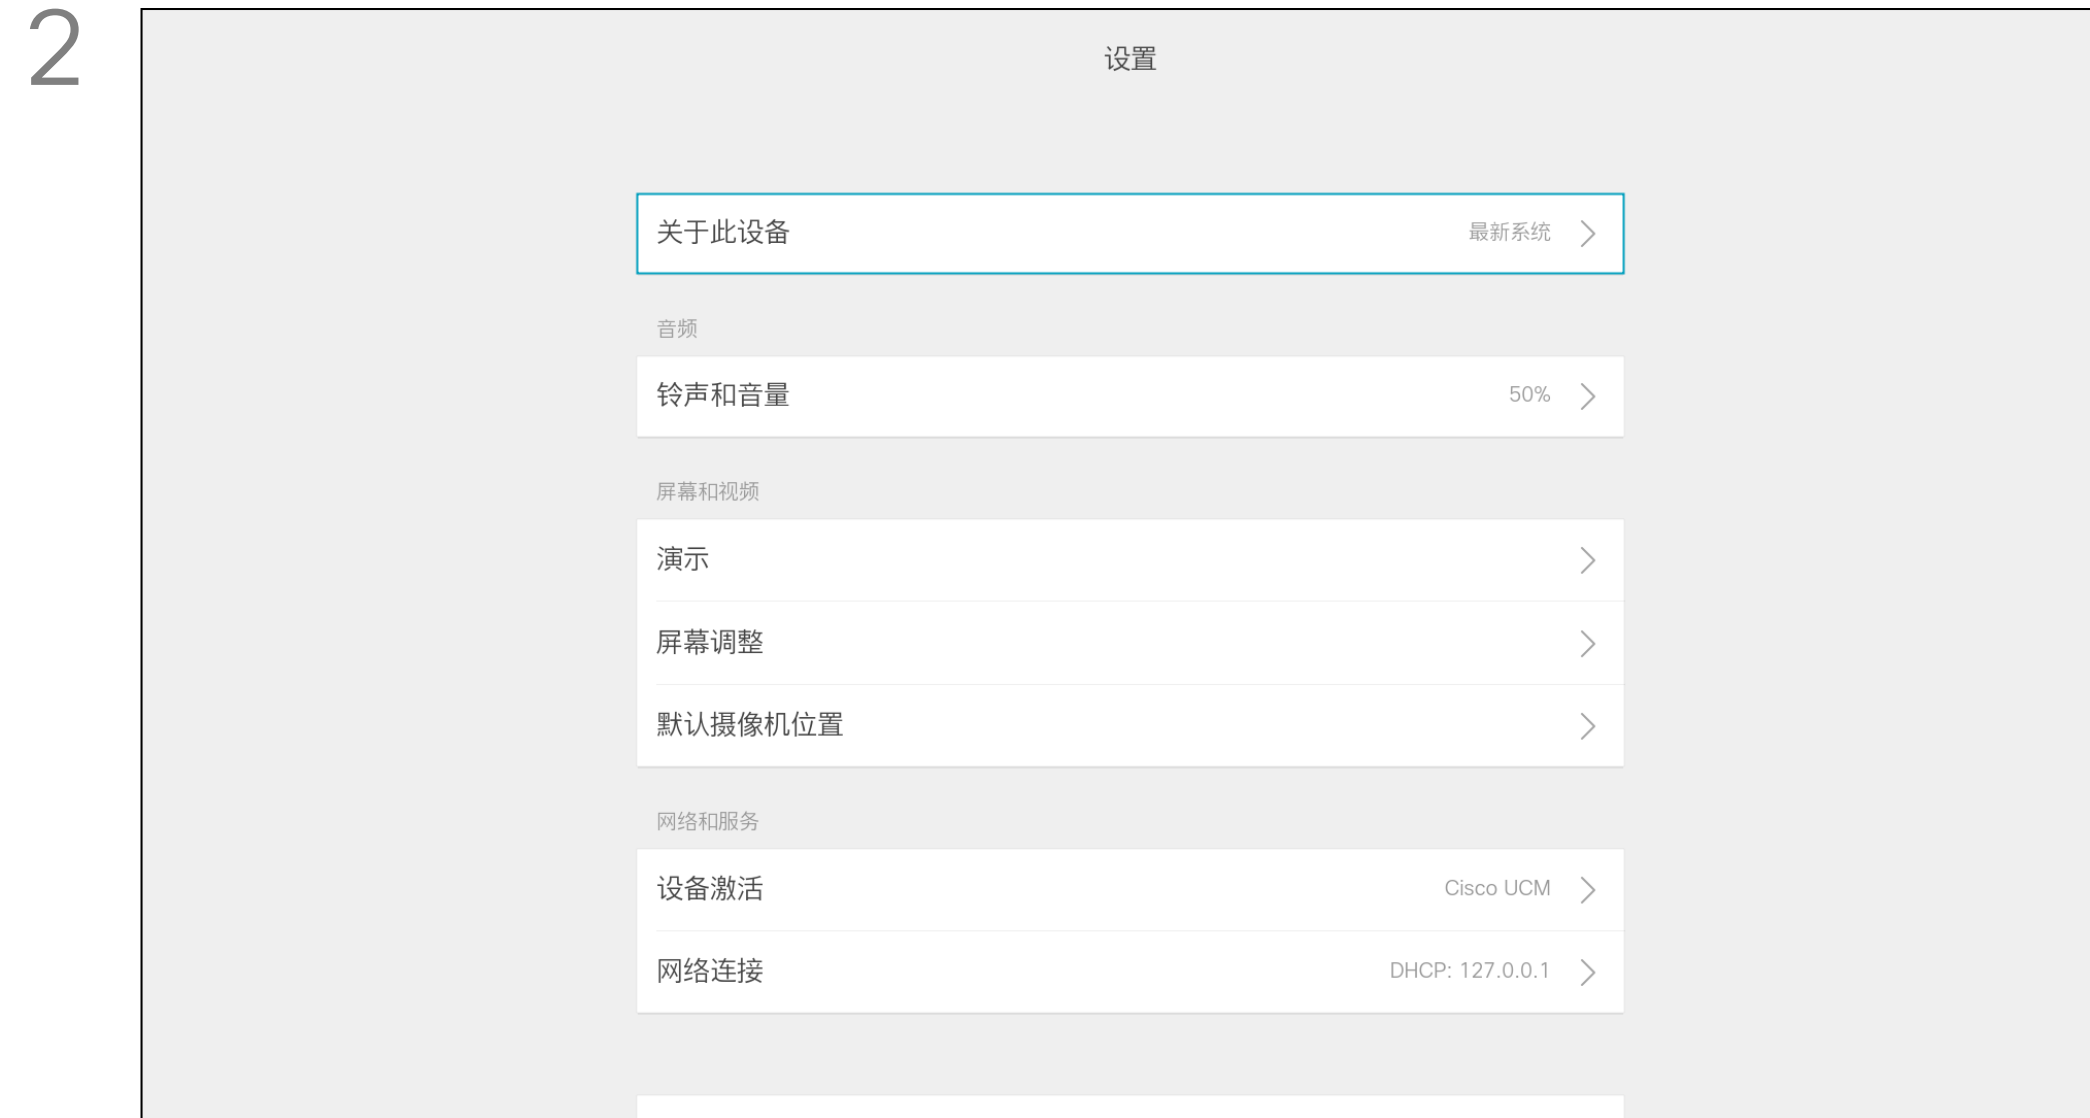 2
设置
关于此设备 最新系统
音频
铃声和音量 50%
屏幕和视频
演示
屏幕调整
默认摄像机位置
网络和服务
设备激活 Cisco UCM
网络连接 DHCP: 127.0.0.1